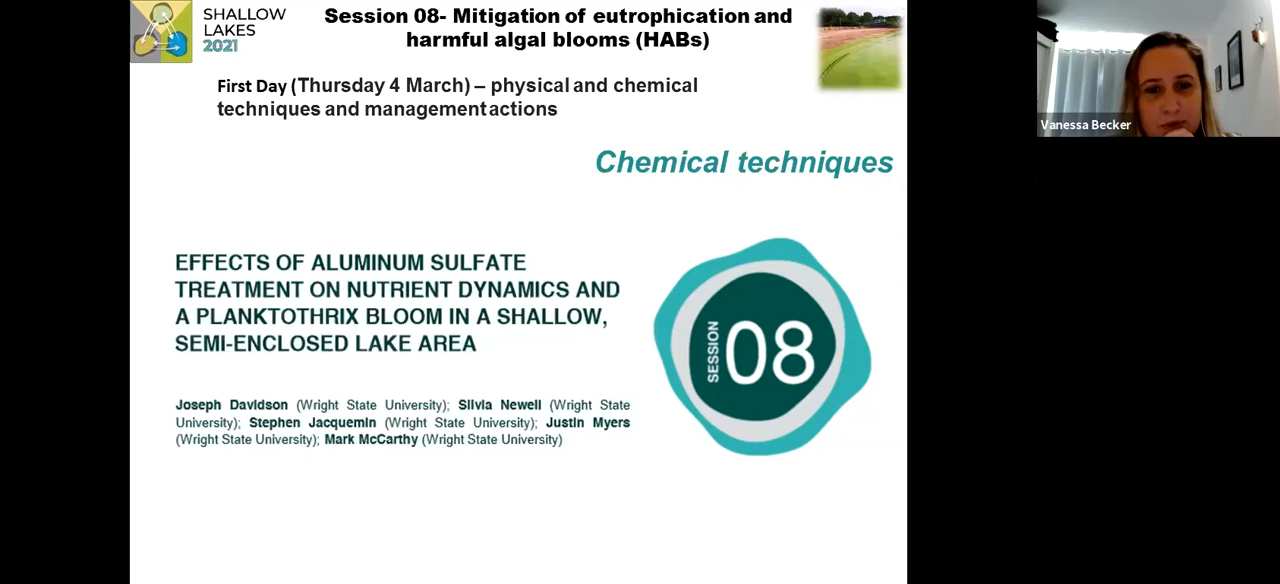 SHALLOW
LAKES
2021
Session 08- Mitigation of eutrophication and
harmful algal blooms (HABs)
First Day (Thursday 4 March) – physical and chemical
techniques and management actions
Vanessa Becker
Chemical techniques
EFFECTS OF ALUMINUM SULFATE
TREATMENT ON NUTRIENT DYNAMICS AND
A PLANKTOTHRIX BLOOM IN A SHALLOW,
SEMI-ENCLOSED LAKE AREA
SESSION 08
Joseph Davidson (Wright State University); Silvia Newell (Wright State
University); Stephen Jacquemin (Wright State University); Justin Myers
(Wright State University); Mark McCarthy (Wright State University)